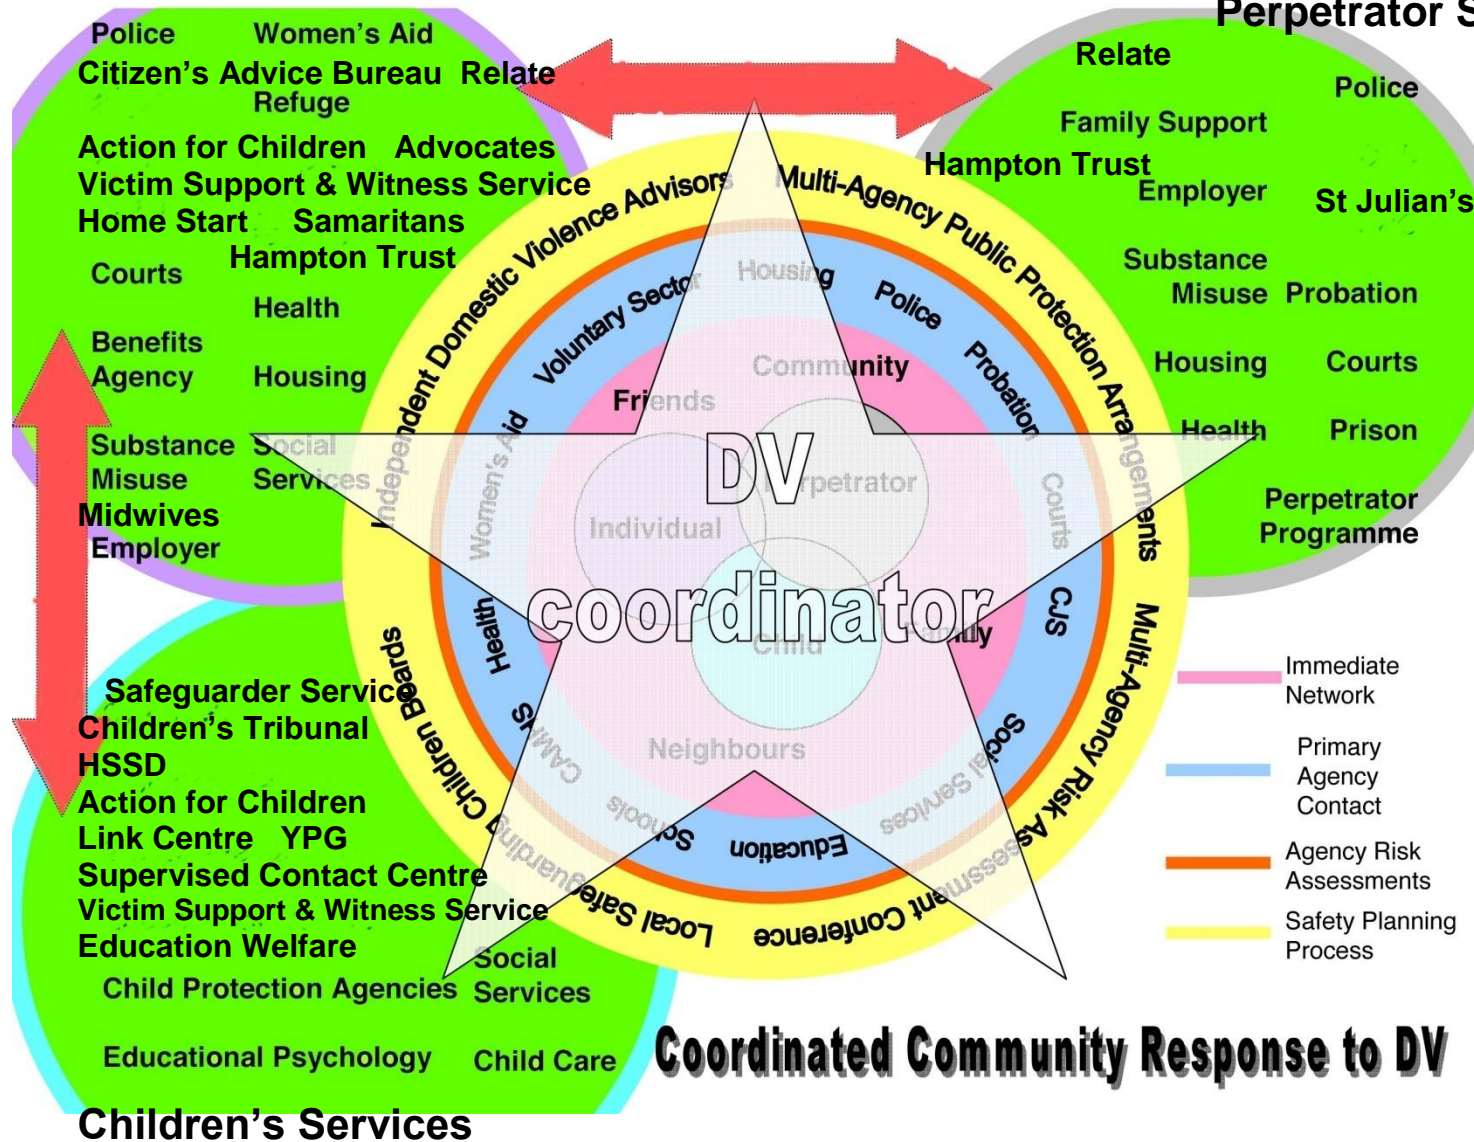 Perpetrator S
Police Women's Aid
Citizen's Advice Bureau Relate
Refuge
Action for Children Advocates
Victim Support & Witness Service
Home Start Samaritans
Hampton Trust
Courts
Health
Benefits
Agency Housing
Substance Social
Misuse Services
Midwives
Employer
Relate
Police
Family Support
Hampton Trust
Employer
St Julian's
Substance
Misuse Probation
Housing Courts
Health Prison
Perpetrator
Programme
Independent Domestic Violence Advisors
Multi-Agency Public Protection Arrangements
Multi-Agency Risk Assessment Conference
Local Safeguarding Children Boards
Voluntary Sector
Housing
Police
Probation
Courts
CJS
Social Services
Education
Schools
CAMHS
Health
Women's Aid
Community
Friends
DV
Perpetrator
Individual
coordinator
Family
Child
Neighbours
Safeguarder Service
Children's Tribunal
HSSD
Action for Children
Link Centre YPG
Supervised Contact Centre
Victim Support & Witness Service
Education Welfare
Social
Child Protection Agencies Services
Educational Psychology Child Care
Children's Services
Immediate
Network
Primary
Agency
Contact
Agency Risk
Assessments
Safety Planning
Process
Coordinated Community Response to DV